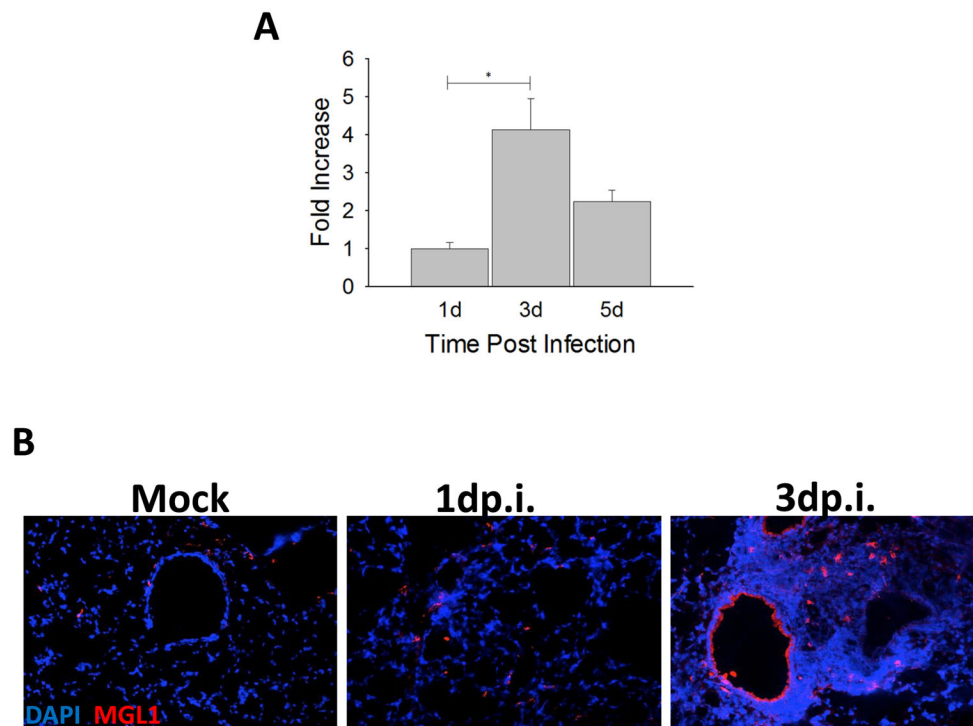 A
6
5
4
3
2
1
0
Fold Increase
*
1d 3d 5d
Time Post Infection
B
Mock 1dp.i. 3dp.i.
DAPI MGL1